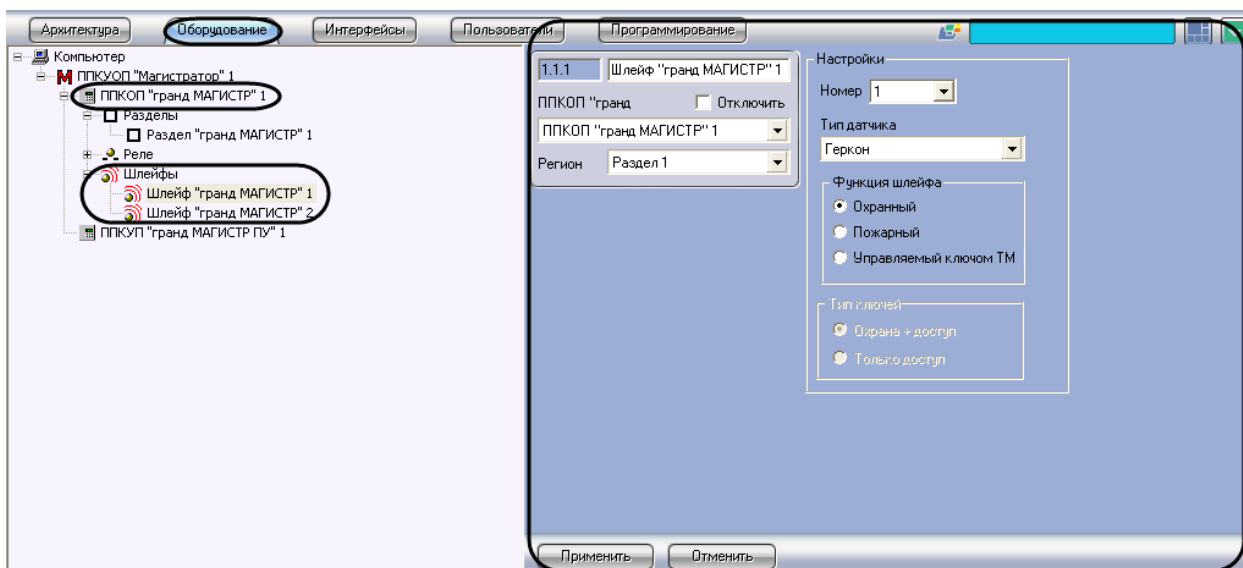 Архитектура Оборудование Интерфейсы Пользователи Программирование
Компьютер
ППКУОП "Магистратор" 1
ППКОП "гранд МАГИСТР" 1
Разделы
Раздел "гранд МАГИСТР" 1
Реле
Шлейфы
Шлейф "гранд МАГИСТР" 1
Шлейф "гранд МАГИСТР" 2
ППКУП "гранд МАГИСТР ПУ" 1
1.1.1 Шлейф "гранд МАГИСТР" 1
ППКОП "гранд Отключить
ППКОП "гранд МАГИСТР" 1
Регион Раздел 1
Настройки
Номер 1
Тип датчика
Геркон
Функция шлейфа
Охранный
Пожарный
Управляемый ключом ТМ
Тип ключей
Охрана + доступ
Только доступ
Применить Отменить